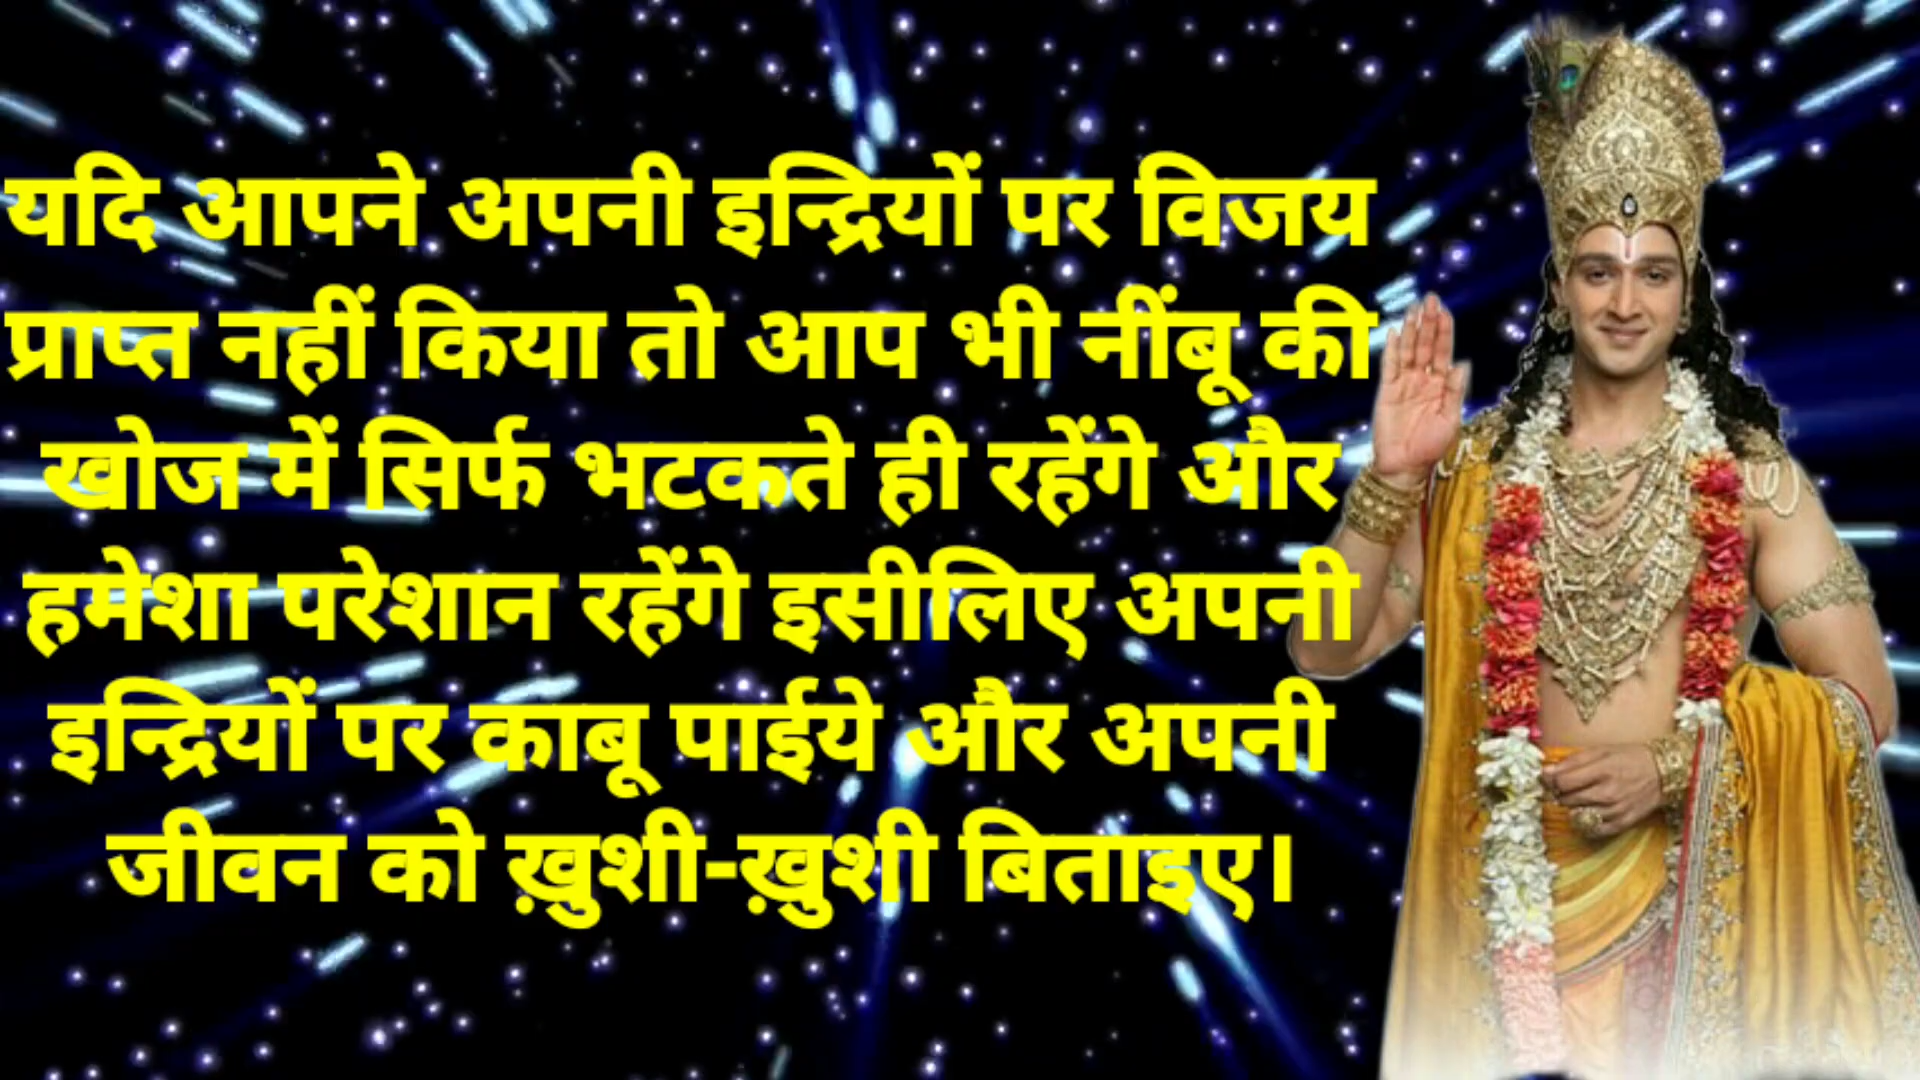 यदि आपने अपनी इन्द्रियों पर विजय
प्राप्त नहीं किया तो आप भी नींबू की
खोज में सिर्फ भटकते ही रहेंगे और
हमेशा परेशान रहेंगे इसीलिए अपनी
इन्द्रियों पर काबू पाईये और अपनी
जीवन को ख़ुशी-ख़ुशी बिताइए।